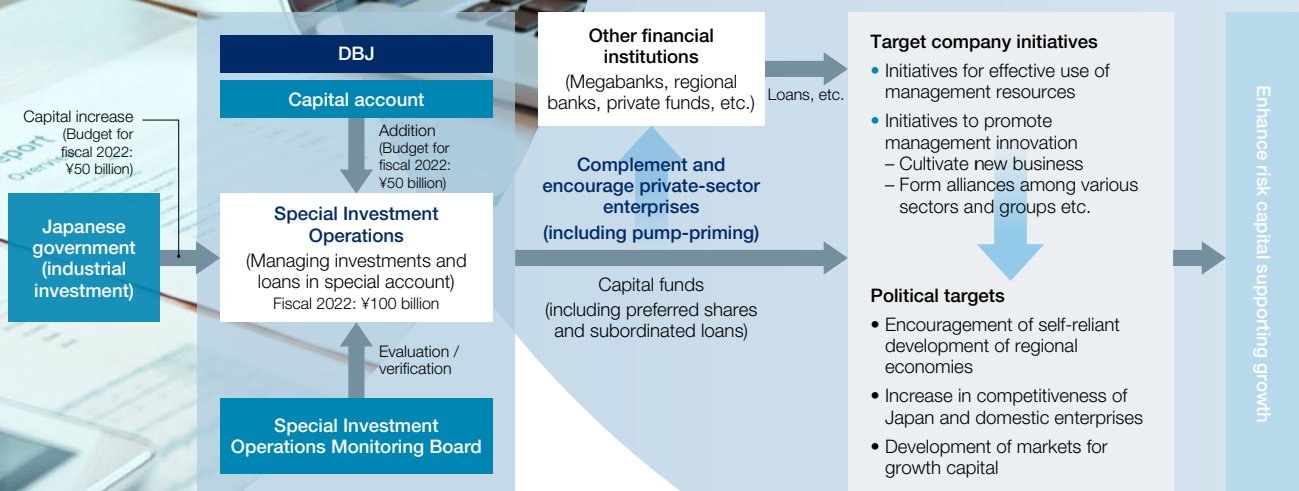 Capital increase
(Budget for
fiscal 2022:
¥50 billion)
Japanese
government
(industrial
investment)
DBJ
Capital account
Addition
(Budget for
fiscal 2022:
¥50 billion)
Special Investment
Operations
(Managing investments and
loans in special account)
Fiscal 2022: ¥100 billion
Evaluation /
verification
Special Investment
Operations Monitoring Board
Other financial
institutions
(Megabanks, regional
banks, private funds, etc.)
Loans, etc.
Complement and
encourage private-sector
enterprises
(including pump-priming)
Capital funds
(including preferred shares
and subordinated loans)
Target company initiatives
• Initiatives for effective use of
management resources
• Initiatives to promote
management innovation
– Cultivate new business
– Form alliances among various
sectors and groups etc.
Political targets
• Encouragement of self-reliant
development of regional
economies
• Increase in competitiveness of
Japan and domestic enterprises
• Development of markets for
growth capital
Enhance risk capital supporting growth